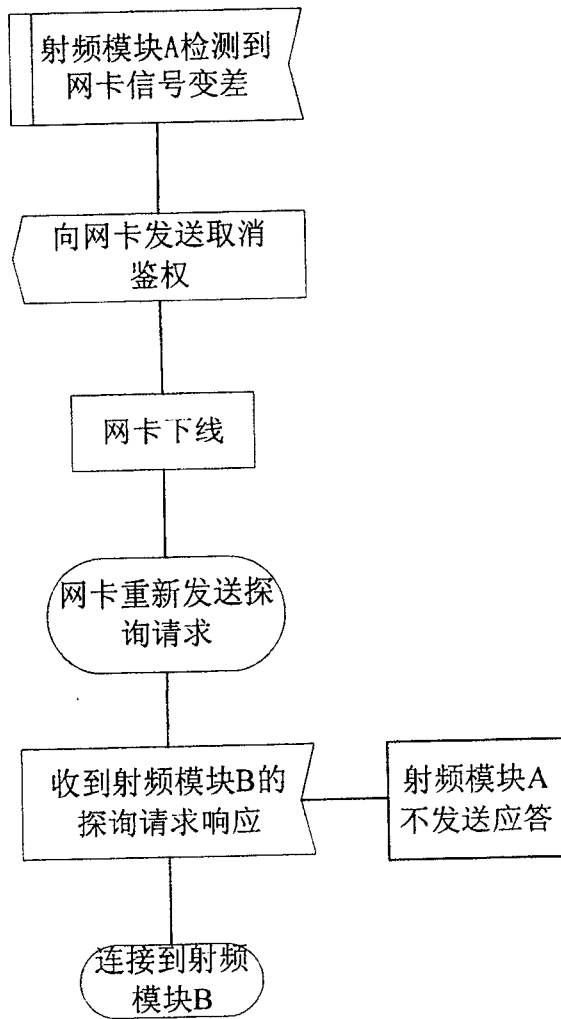 射频模块A检测到
网卡信号变差
向网卡发送取消
鉴权
网卡下线
网卡重新发送探
询请求
收到射频模块B的
探询请求响应
射频模块A
不发送应答
连接到射频
模块B